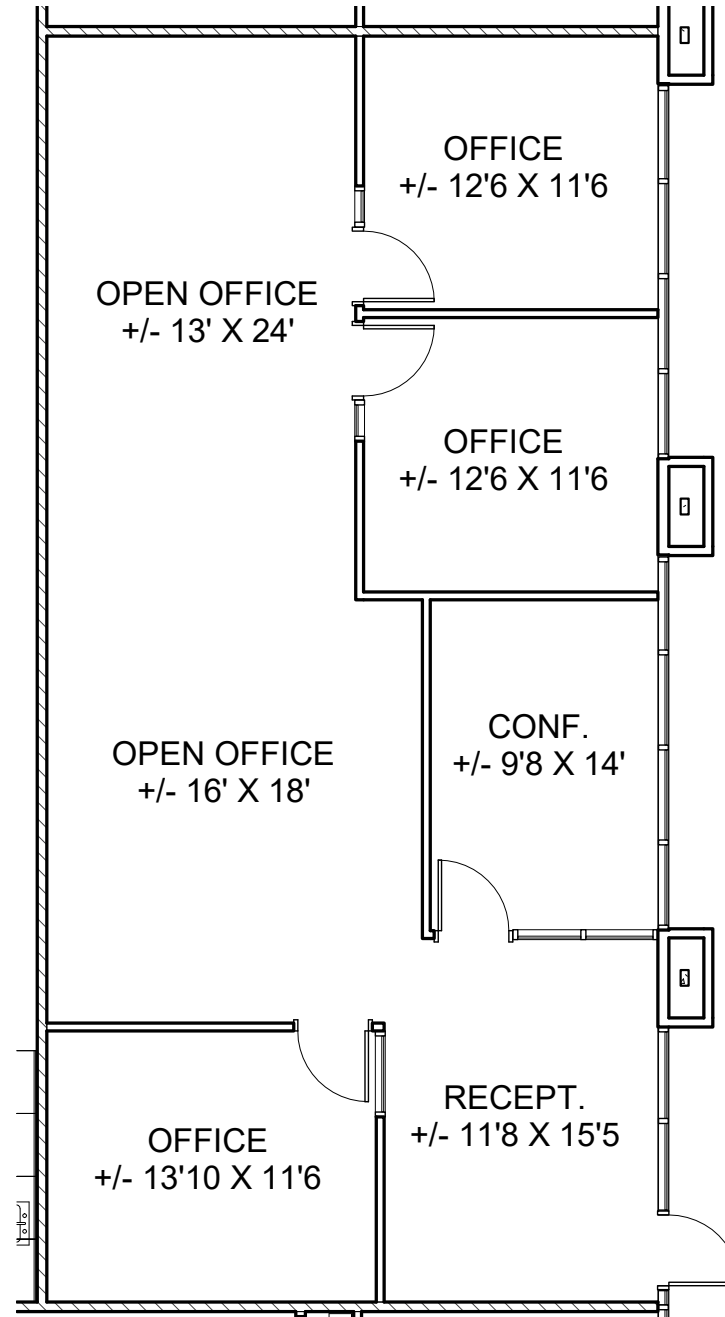 OFFICE
+/- 12'6 X 11'6
OPEN OFFICE
+/- 13' X 24'
OFFICE
+/- 12'6 X 11'6
CONF.
+/- 9'8 X 14'
OPEN OFFICE
+/- 16' X 18'
RECEPT.
+/- 11'8 X 15'5
OFFICE
+/- 13'10 X 11'6